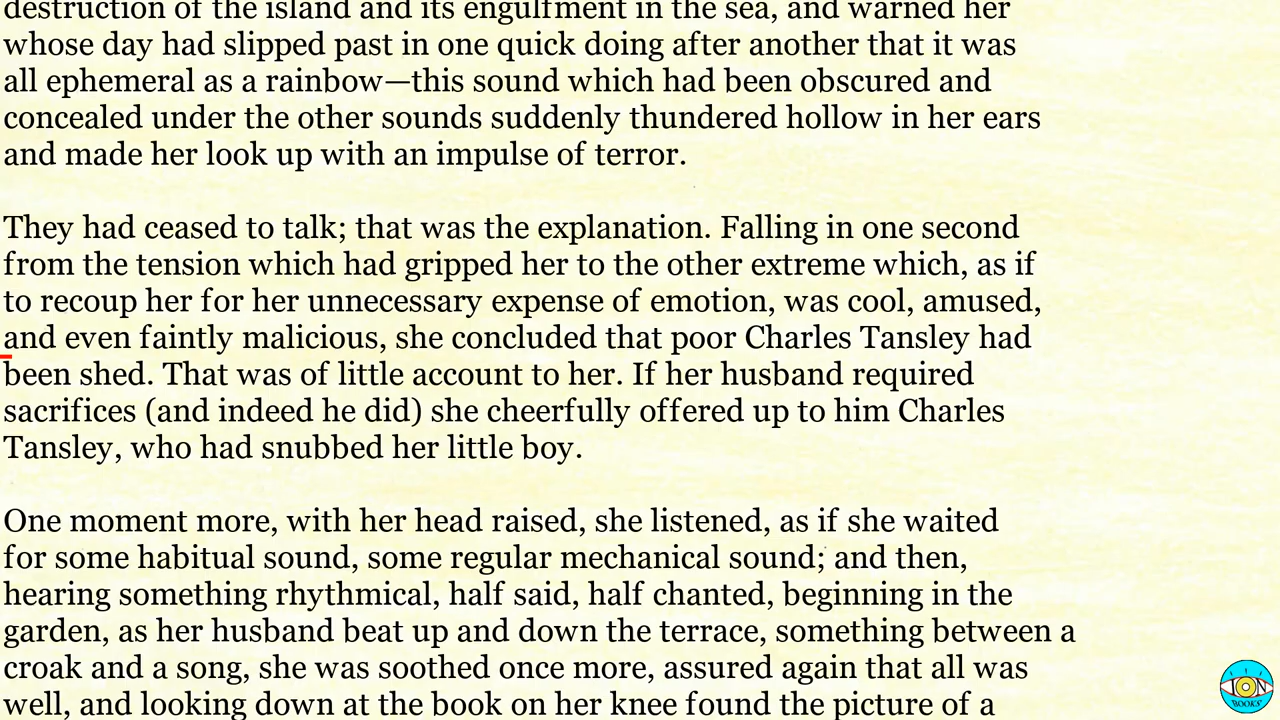 destruction of the island and its engulfment in the sea, and warned her
whose day had slipped past in one quick doing after another that it was
all ephemeral as a rainbow—this sound which had been obscured and
concealed under the other sounds suddenly thundered hollow in her ears
and made her look up with an impulse of terror.
They had ceased to talk; that was the explanation. Falling in one second
from the tension which had gripped her to the other extreme which, as if
to recoup her for her unnecessary expense of emotion, was cool, amused,
and even faintly malicious, she concluded that poor Charles Tansley had
been shed. That was of little account to her. If her husband required
sacrifices (and indeed he did) she cheerfully offered up to him Charles
Tansley, who had snubbed her little boy.
One moment more, with her head raised, she listened, as if she waited
for some habitual sound, some regular mechanical sound; and then,
hearing something rhythmical, half said, half chanted, beginning in the
garden, as her husband beat up and down the terrace, something between a
croak and a song, she was soothed once more, assured again that all was
well, and looking down at the book on her knee found the picture of a
ION
BOOKS